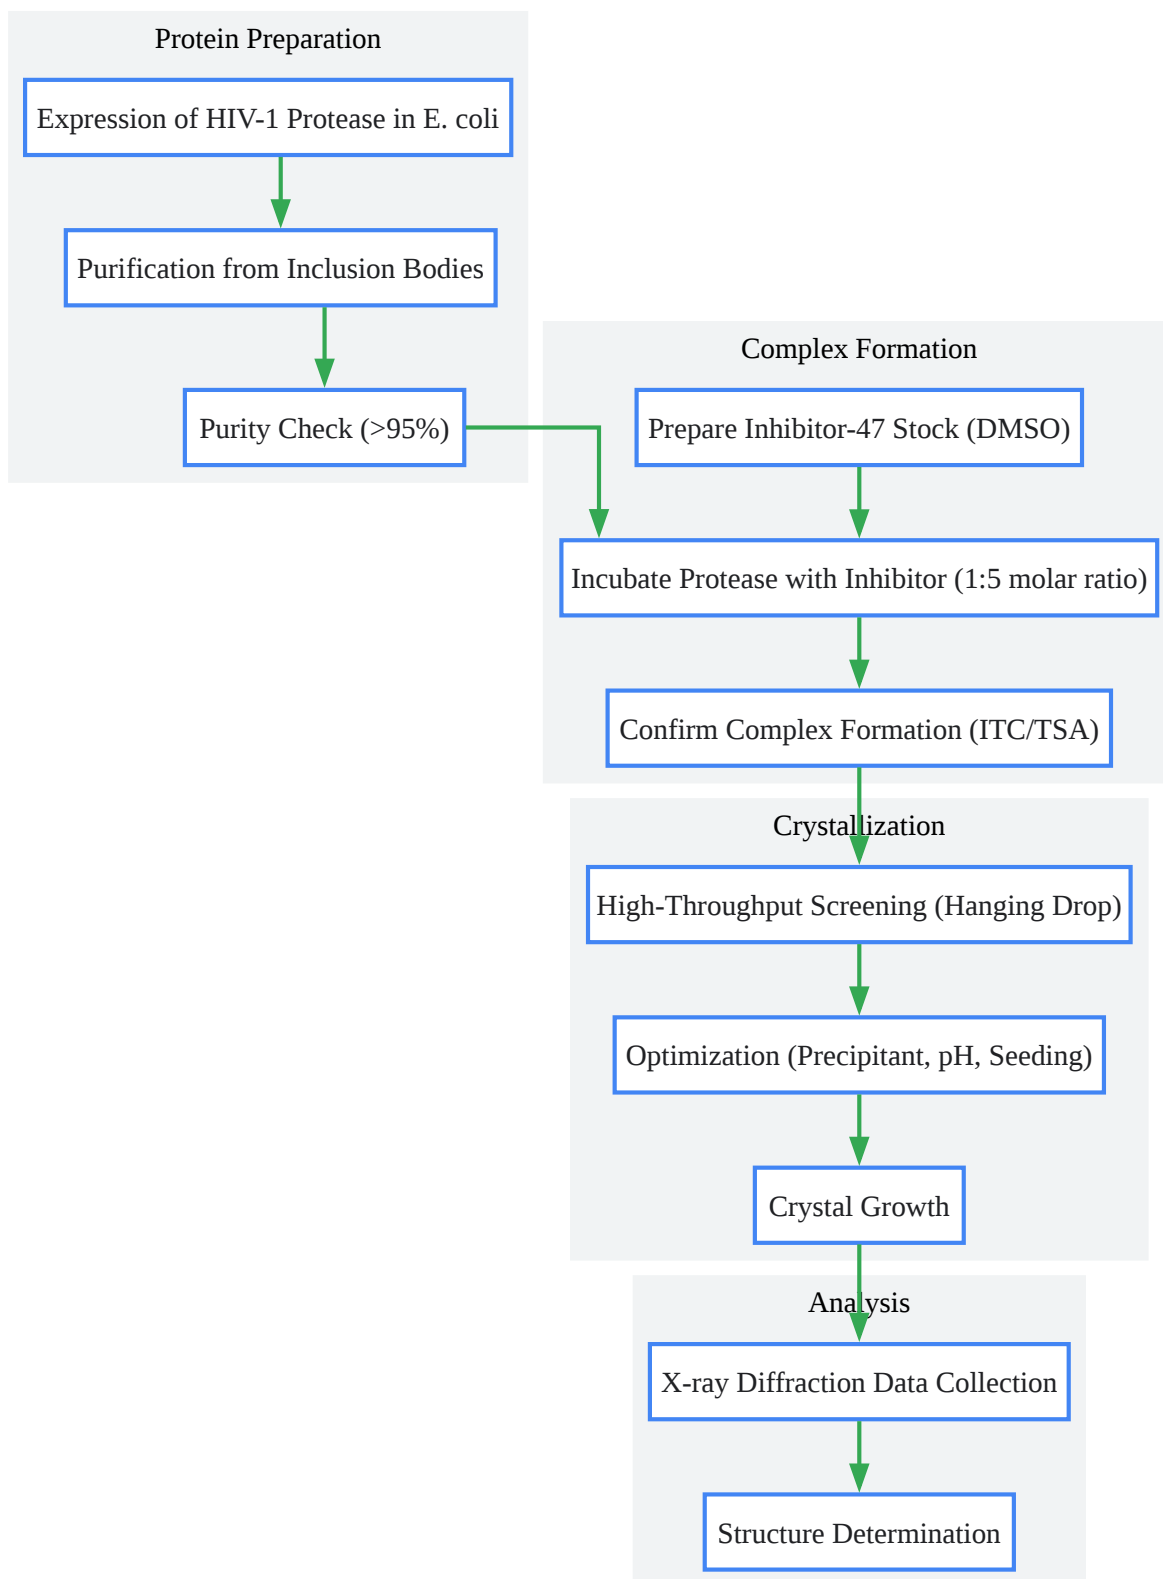 Protein Preparation
Expression of HIV-1 Protease in E. coli
Purification from Inclusion Bodies
Purity Check (>95%)
Complex Formation
Prepare Inhibitor-47 Stock (DMSO)
Incubate Protease with Inhibitor (1:5 molar ratio)
Confirm Complex Formation (ITC/TSA)
Crystallization
High-Throughput Screening (Hanging Drop)
Optimization (Precipitant, pH, Seeding)
Crystal Growth
Analysis
X-ray Diffraction Data Collection
Structure Determination